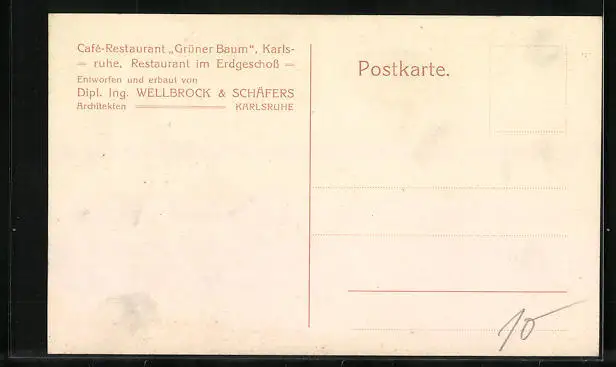 Café-Restaurant „Grüner Baum“, Karls-
= ruhe, Restaurant im Erdgeschoß =
Entworfen und erbaut von
Dipl. Ing. WELLBROCK & SCHÄFERS
Architekten KARLSRUHE
Postkarte.
10